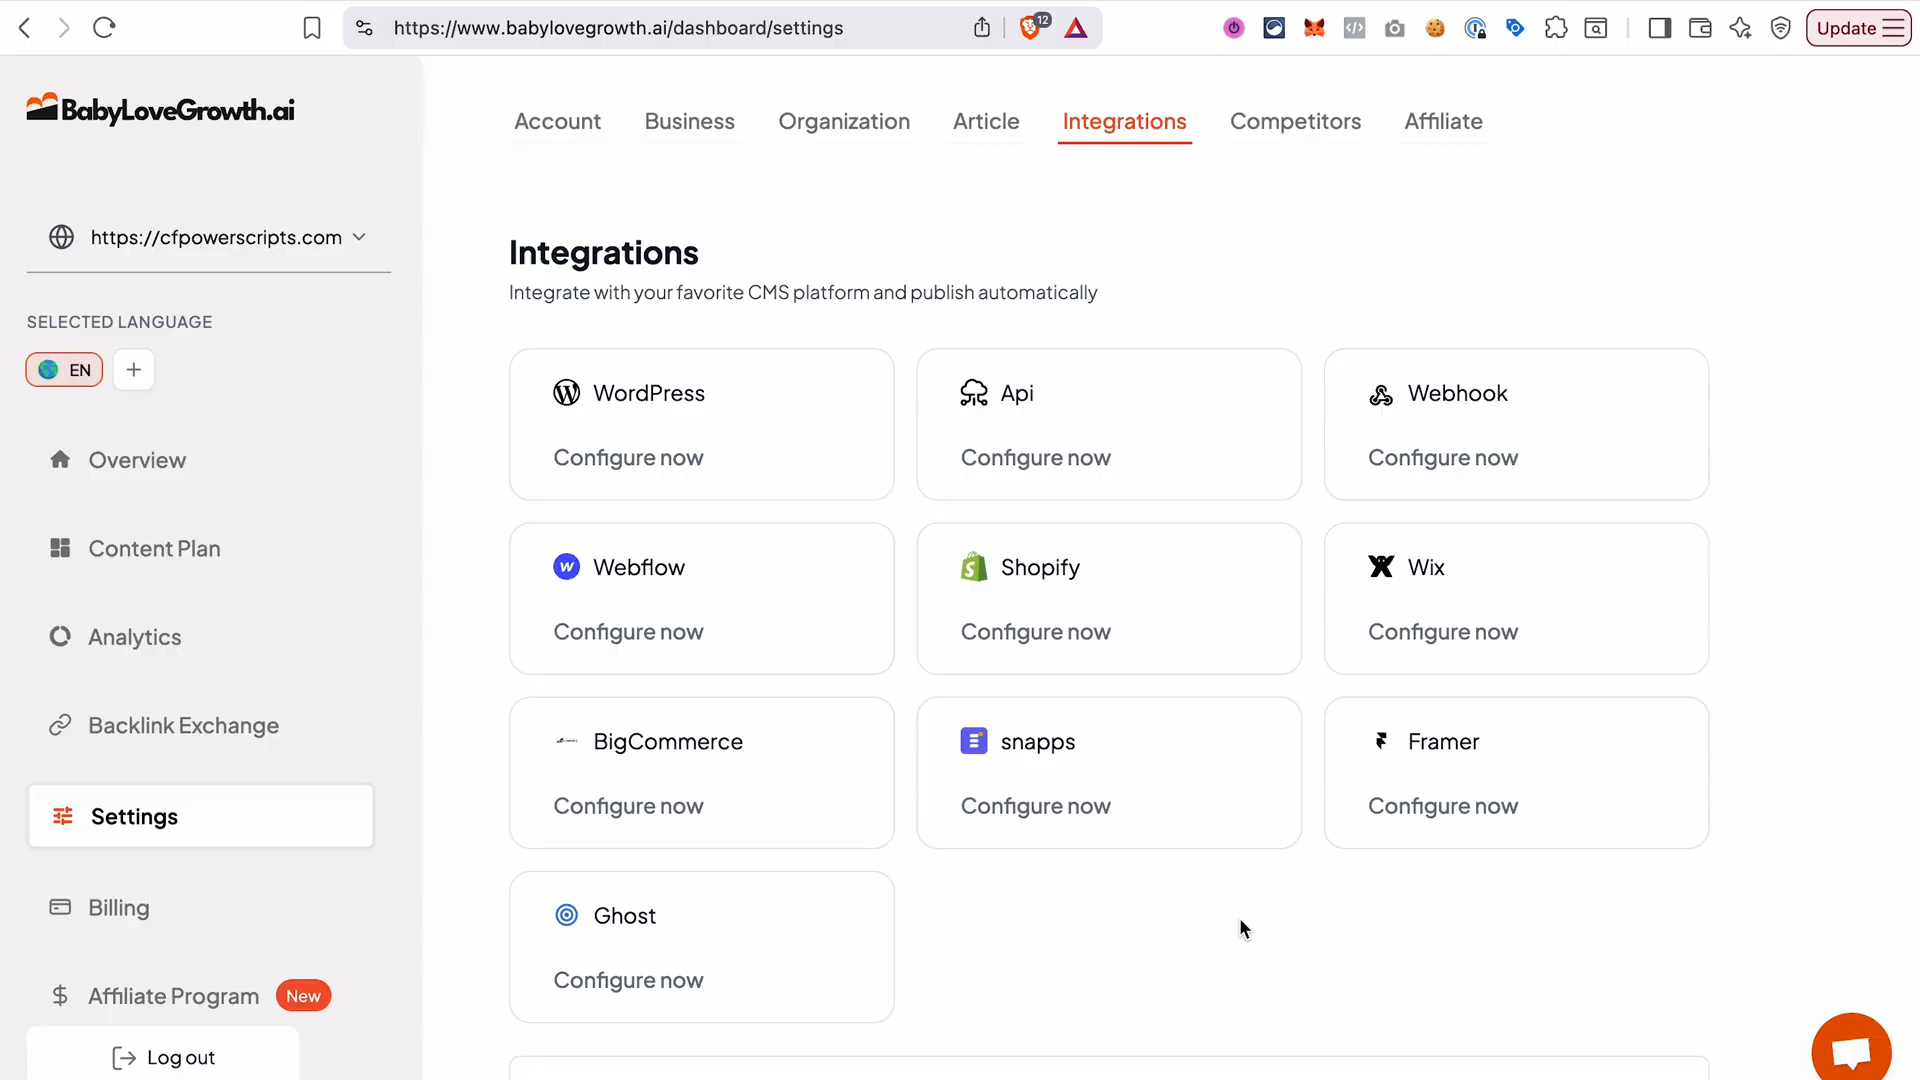 https://www.babylovegrowth.ai/dashboard/settings
12
Update
BabyLoveGrowth.ai
https://cfpowerscripts.com
SELECTED LANGUAGE
EN
+
Overview
Content Plan
Analytics
Backlink Exchange
Settings
Billing
Affiliate Program New
Log out
Account Business Organization Article Integrations Competitors Affiliate
Integrations
Integrate with your favorite CMS platform and publish automatically
WordPress
Configure now
Api
Configure now
Webhook
Configure now
Webflow
Configure now
Shopify
Configure now
Wix
Configure now
BigCommerce
Configure now
snapps
Configure now
Framer
Configure now
Ghost
Configure now